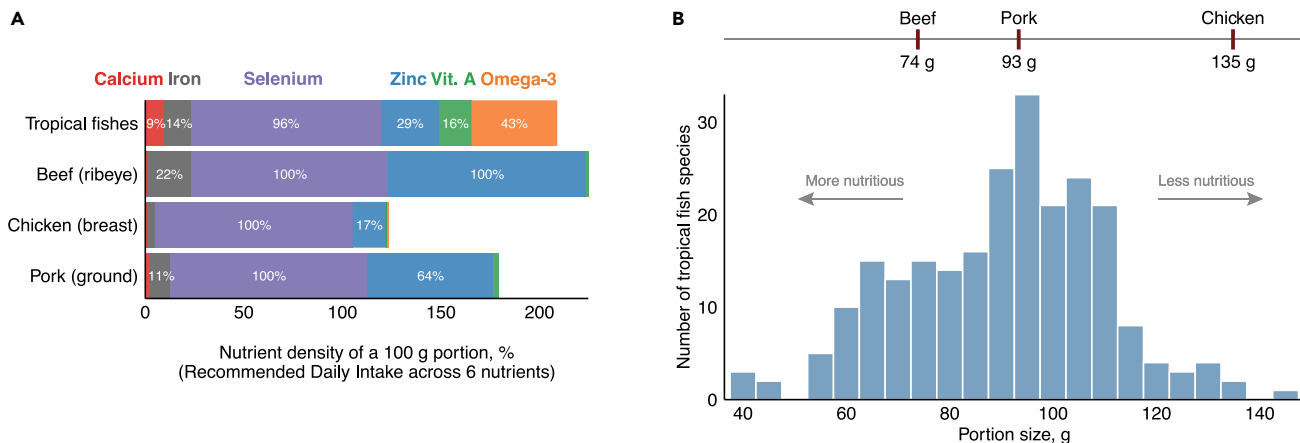 A
Calcium Iron Selenium Zinc Vit. A Omega-3
Tropical fishes 9% 14% 96% 29% 16% 43%
Beef (ribeye) 22% 100% 100%
Chicken (breast) 100% 17%
Pork (ground) 11% 100% 64%
0 50 100 150 200
Nutrient density of a 100 g portion, %
(Recommended Daily Intake across 6 nutrients)
B
Beef Pork Chicken
74 g 93 g 135 g
Number of tropical fish species
30
20
10
0
More nutritious Less nutritious
40 60 80 100 120 140
Portion size, g